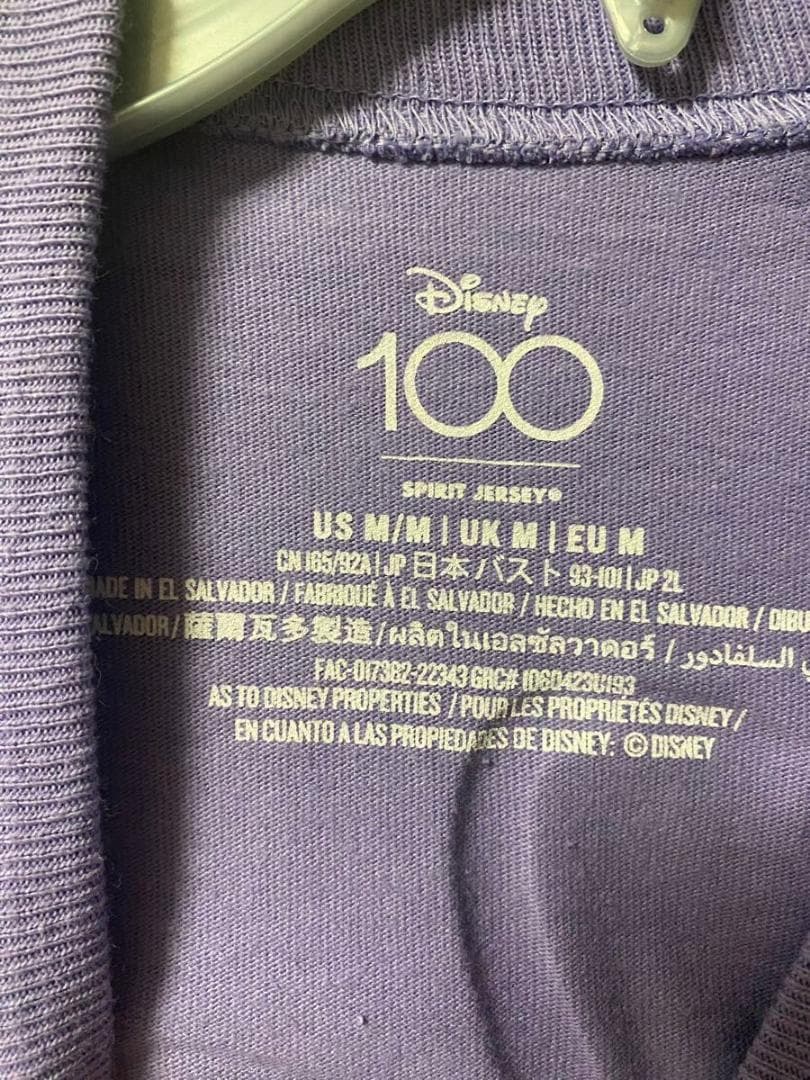 Disney
100
SPIRIT JERSEY®
US M/M | UK M | EU M
CN 165/92A | JP 日本 バスト 93-101 | JP 2L
MADE IN EL SALVADOR / FABRIQUÉ À EL SALVADOR / HECHO EN EL SALVADOR / DIBU
ALVADOR / 薩爾瓦多製造 / ผลิตในเอลซัลวาดอร์ / السلفادور
FAC-017382-22343 GRC# 1060423U193
AS TO DISNEY PROPERTIES / POUR LES PROPRIÉTÉS DISNEY /
EN CUANTO A LAS PROPIEDADES DE DISNEY: © DISNEY